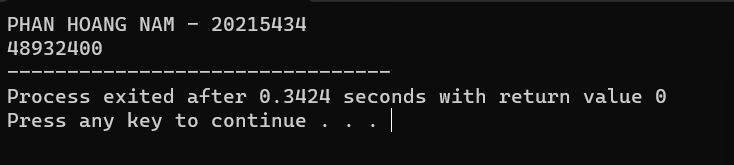 PHAN HOANG NAM - 20215434
48932400
--------------------------------
Process exited after 0.3424 seconds with return value 0
Press any key to continue . . .